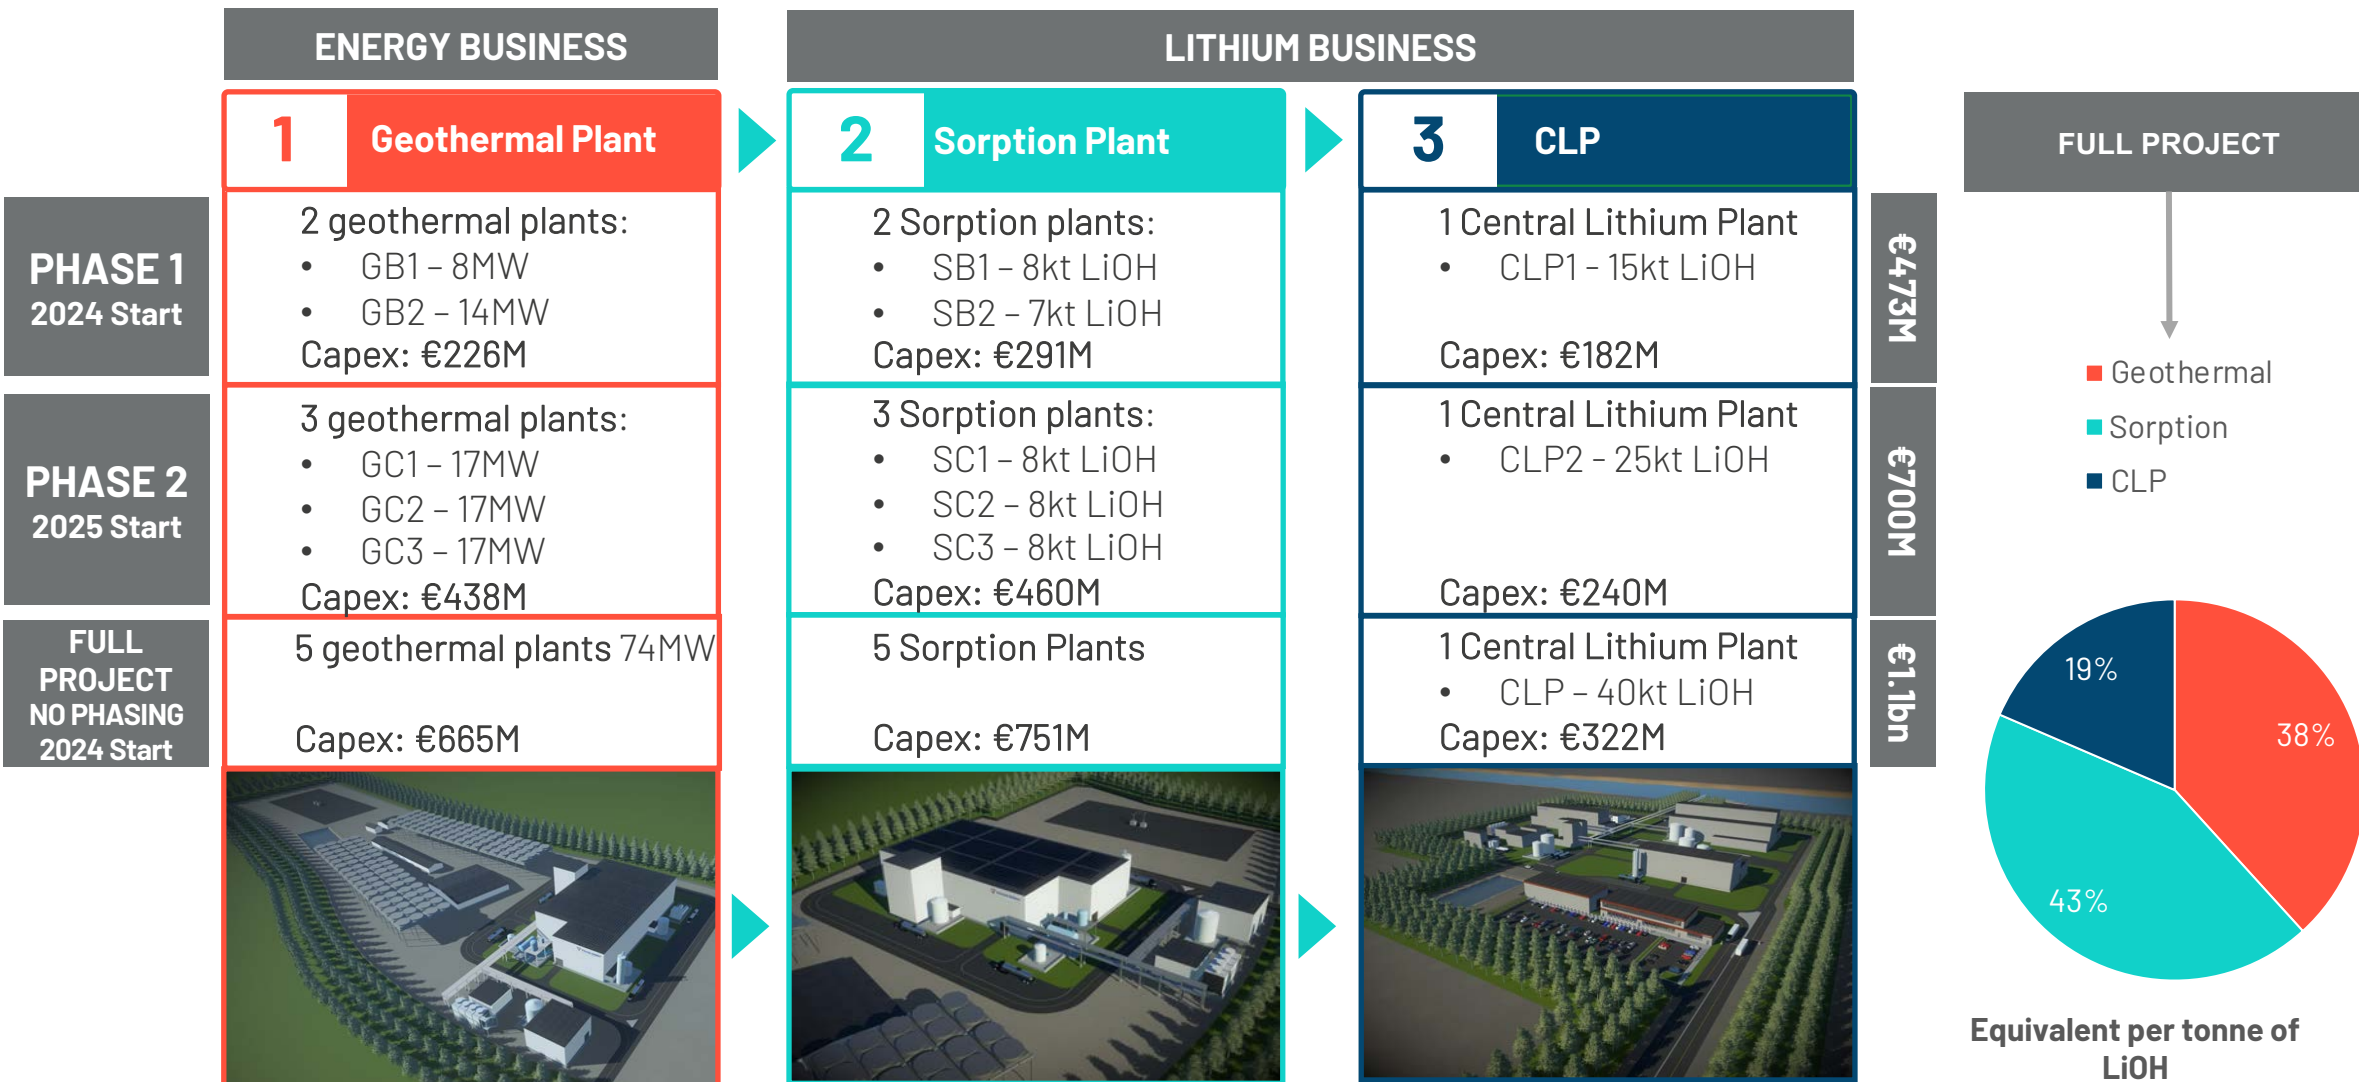 ENERGY BUSINESS
LITHIUM BUSINESS
1 Geothermal Plant
2 Sorption Plant
3 CLP
FULL PROJECT
PHASE 1
2024 Start
2 geothermal plants:
• GB1 – 8MW
• GB2 – 14MW
Capex: €226M
2 Sorption plants:
• SB1 – 8kt LiOH
• SB2 – 7kt LiOH
Capex: €291M
1 Central Lithium Plant
• CLP1 - 15kt LiOH
Capex: €182M
€473M
PHASE 2
2025 Start
3 geothermal plants:
• GC1 – 17MW
• GC2 – 17MW
• GC3 – 17MW
Capex: €438M
3 Sorption plants:
• SC1 – 8kt LiOH
• SC2 – 8kt LiOH
• SC3 – 8kt LiOH
Capex: €460M
1 Central Lithium Plant
• CLP2 - 25kt LiOH
Capex: €240M
€700M
FULL
PROJECT
NO PHASING
2024 Start
5 geothermal plants 74MW
Capex: €665M
5 Sorption Plants
Capex: €751M
1 Central Lithium Plant
• CLP – 40kt LiOH
Capex: €322M
€1.1bn
Geothermal
Sorption
CLP
19%
38%
43%
Equivalent per tonne of
LiOH